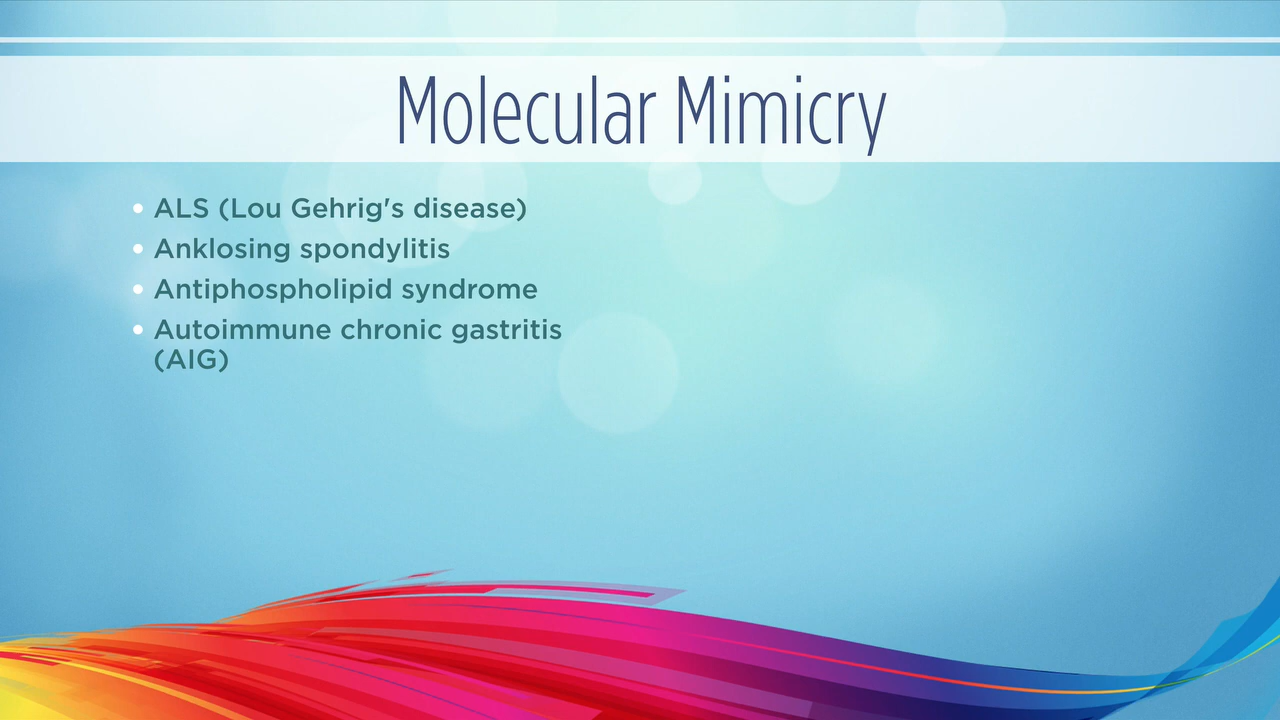 Molecular Mimicry
• ALS (Lou Gehrig's disease)
• Anklosing spondylitis
• Antiphospholipid syndrome
• Autoimmune chronic gastritis
(AIG)